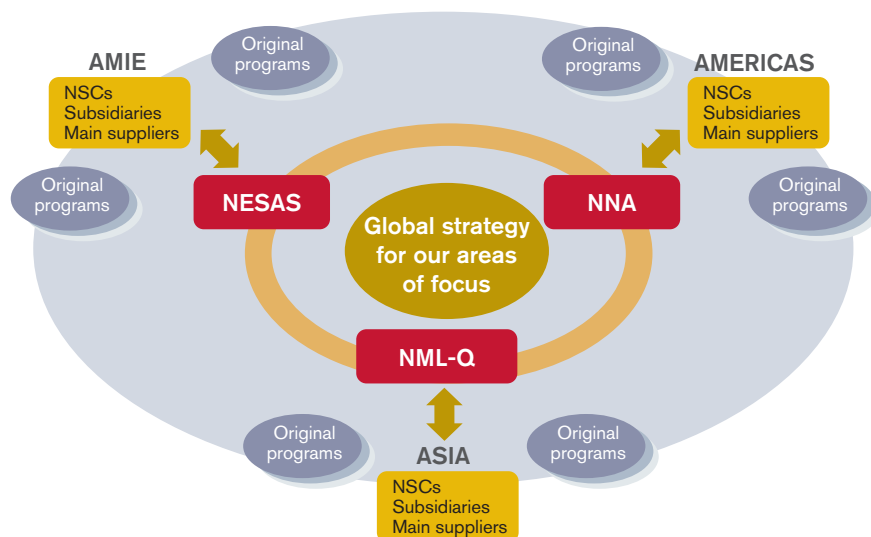 Original
programs
Original
programs
AMIE
AMERICAS
NSCs
Subsidiaries
Main suppliers
NSCs
Subsidiaries
Main suppliers
Original
programs
NESAS
NNA
Original
programs
Global strategy
for our areas
of focus
NML-Q
Original
programs
Original
programs
ASIA
NSCs
Subsidiaries
Main suppliers